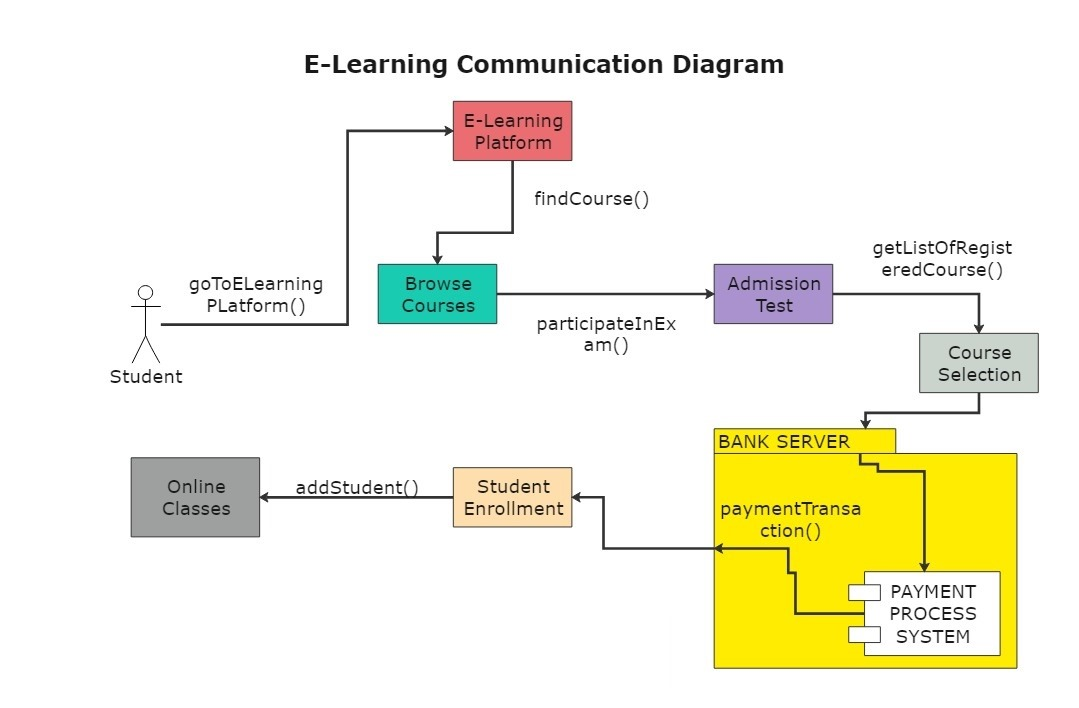 E-Learning Communication Diagram
E-Learning
Platform
findCourse()
getListOfRegist
eredCourse()
goToELearning
PLatform()
Browse
Courses
Admission
Test
participateInEx
am()
Student
Course
Selection
BANK SERVER
Online
Classes
addStudent()
Student
Enrollment
paymentTransa
ction()
PAYMENT
PROCESS
SYSTEM